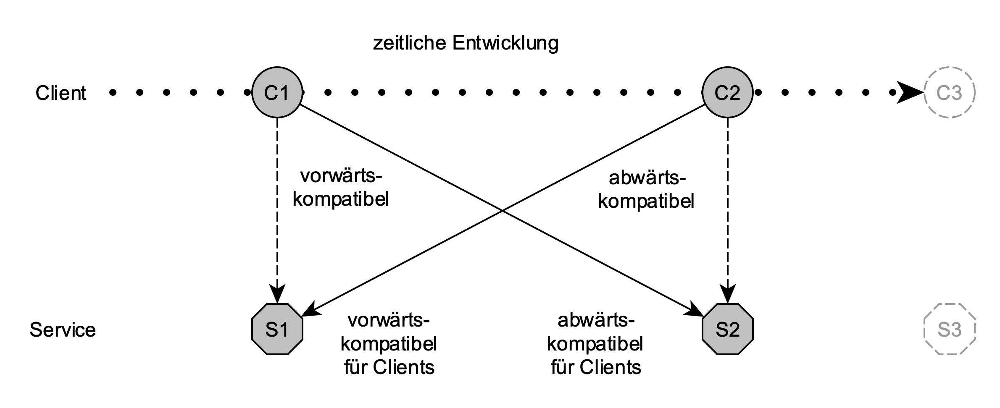 zeitliche Entwicklung
Client
C1
C2
C3
vorwärts-
kompatibel
abwärts-
kompatibel
Service
S1
vorwärts-
kompatibel
für Clients
abwärts-
kompatibel
für Clients
S2
S3